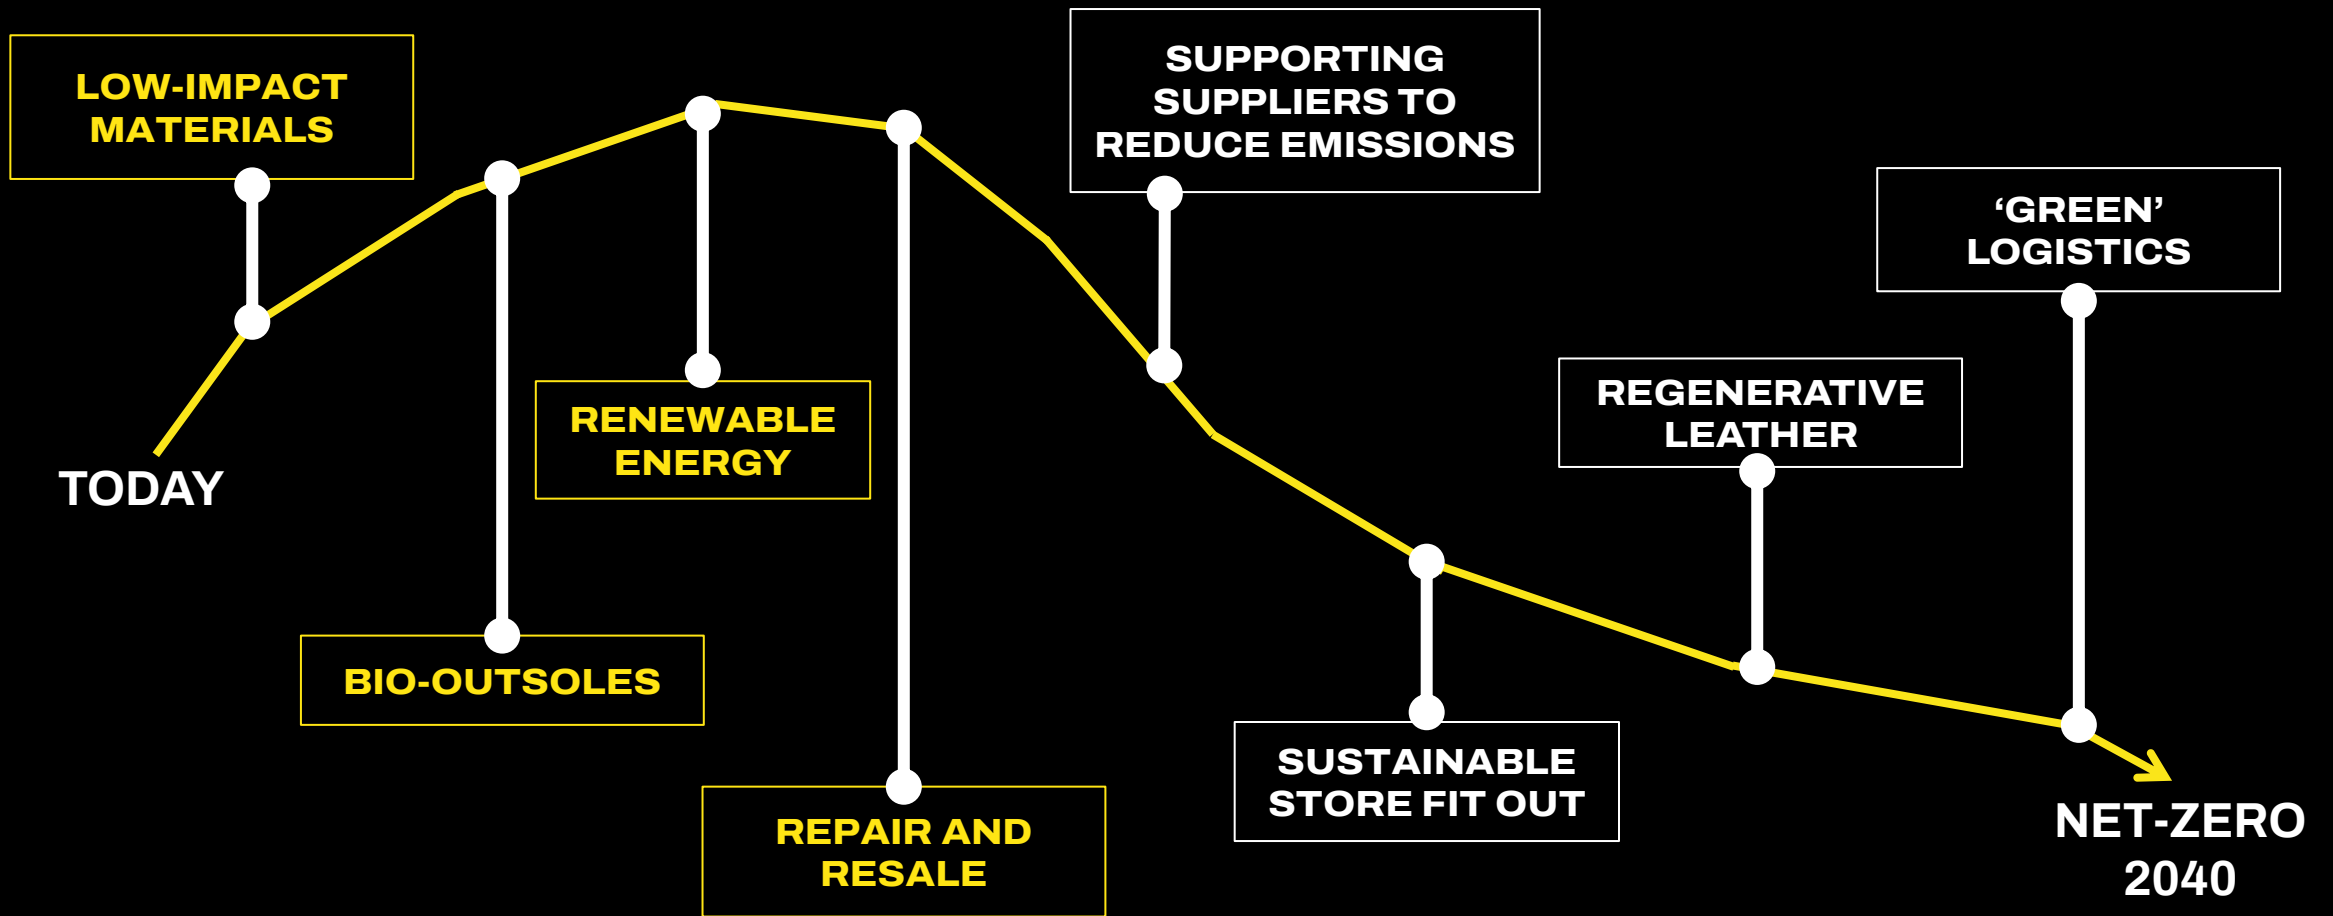 LOW-IMPACT
MATERIALS
TODAY
BIO-OUTSOLES
RENEWABLE
ENERGY
REPAIR AND
RESALE
SUPPORTING
SUPPLIERS TO
REDUCE EMISSIONS
SUSTAINABLE
STORE FIT OUT
REGENERATIVE
LEATHER
‘GREEN’
LOGISTICS
NET-ZERO
2040